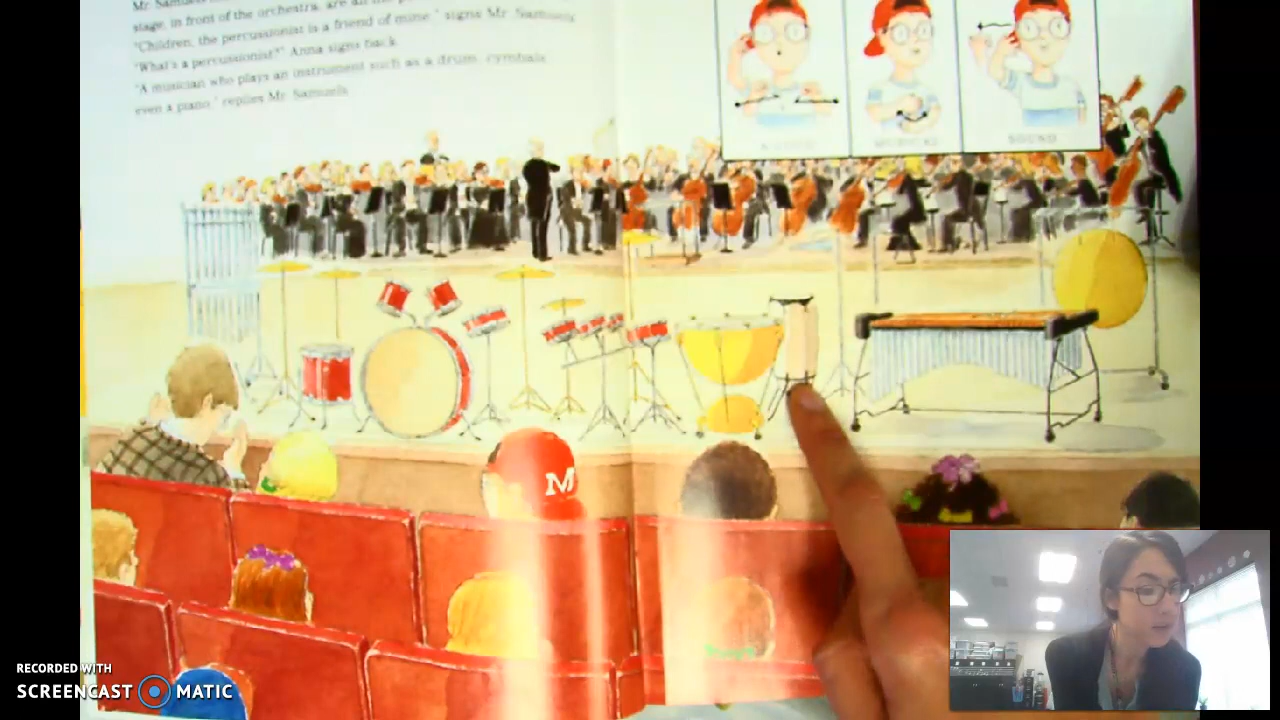 stage, in front of the orchestra, are all the
"Children, the percussionist is a friend of mine," signs Mr. Samuels.
"What's a percussionist?" Anna signs back.
"A musician who plays an instrument such as a drum, cymbals,
even a piano," replies Mr. Samuels.
MUSICAL
SOUND
M
RECORDED WITH
SCREENCAST MATIC